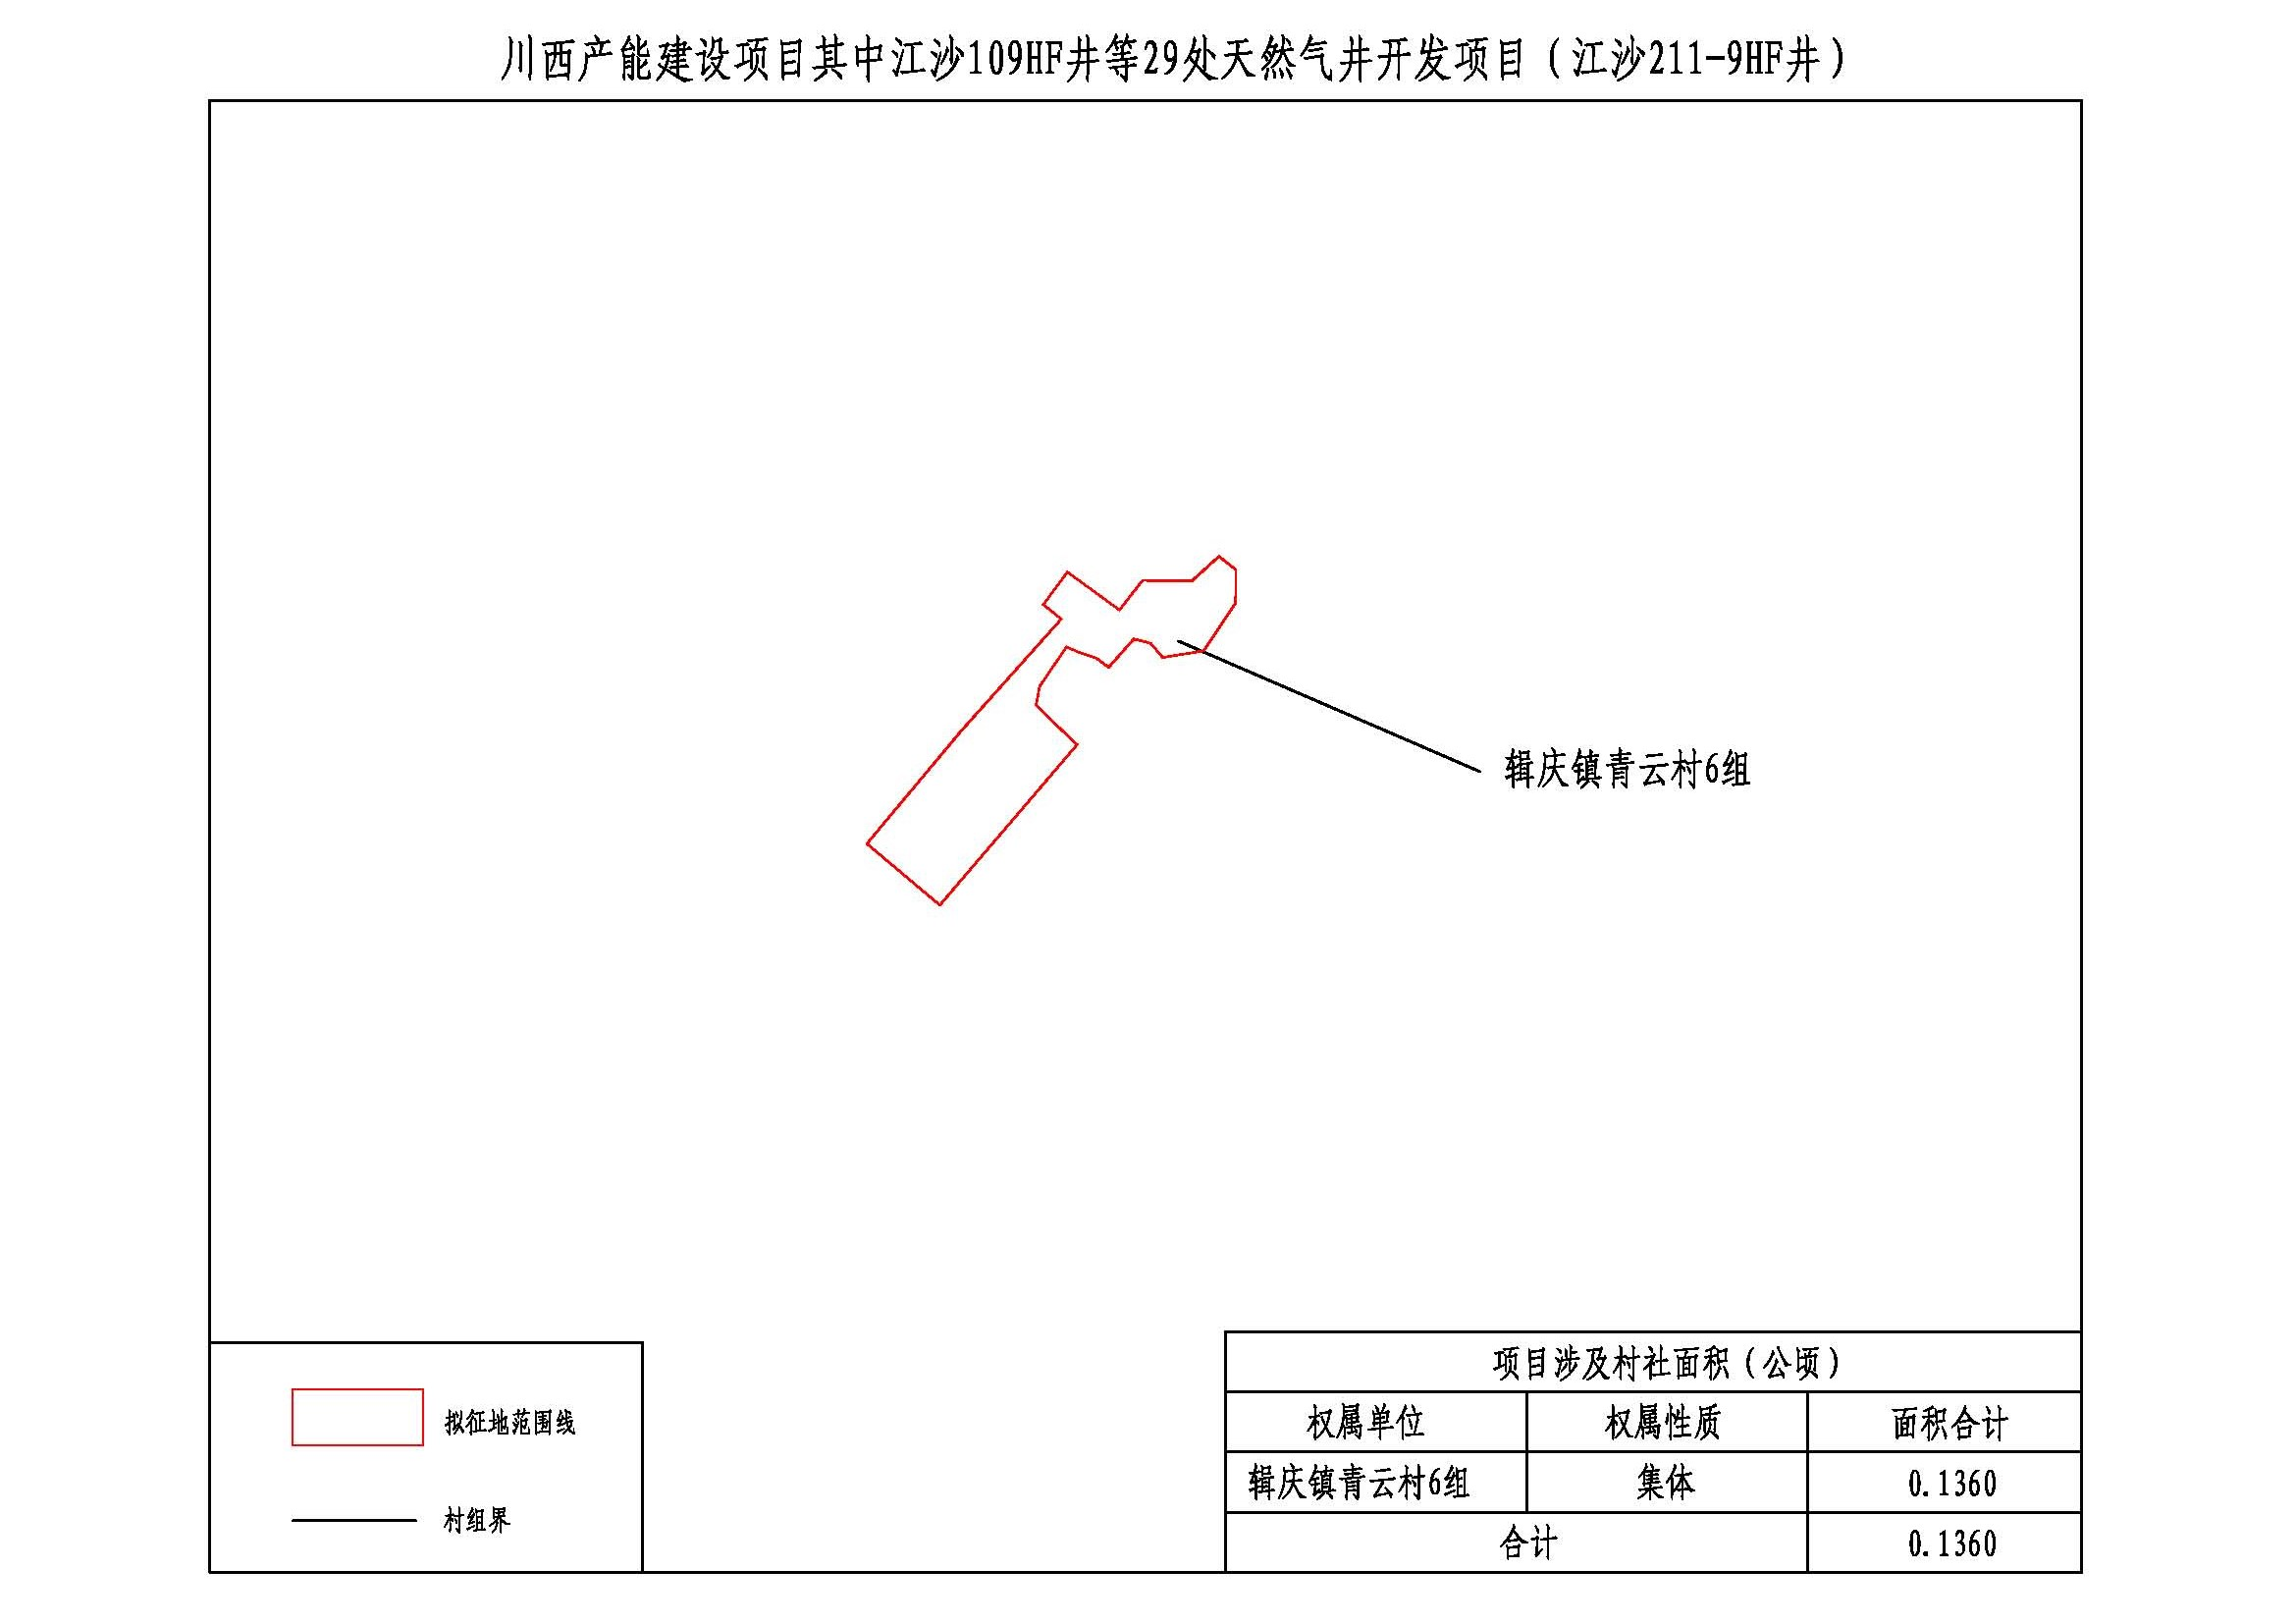 川西产能建设项目其中江沙109HF井等29处天然气井开发项目（江沙211-9HF井）
辑庆镇青云村6组
拟征地范围线
村组界
项目涉及村社面积（公顷）
权属单位 权属性质 面积合计
辑庆镇青云村6组 集体 0.1360
合计 0.1360